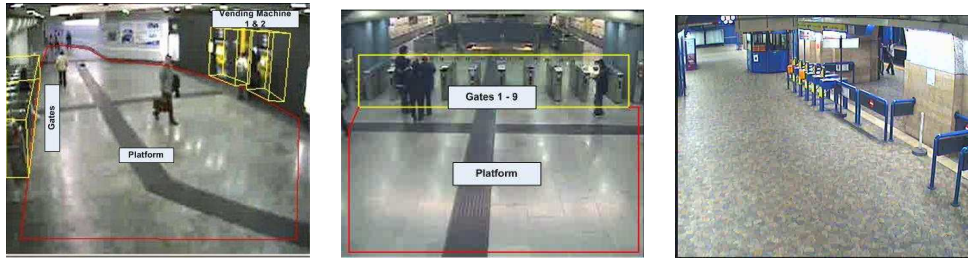 Vending Machine
1 & 2
Gates
Platform
Gates 1 - 9
Platform